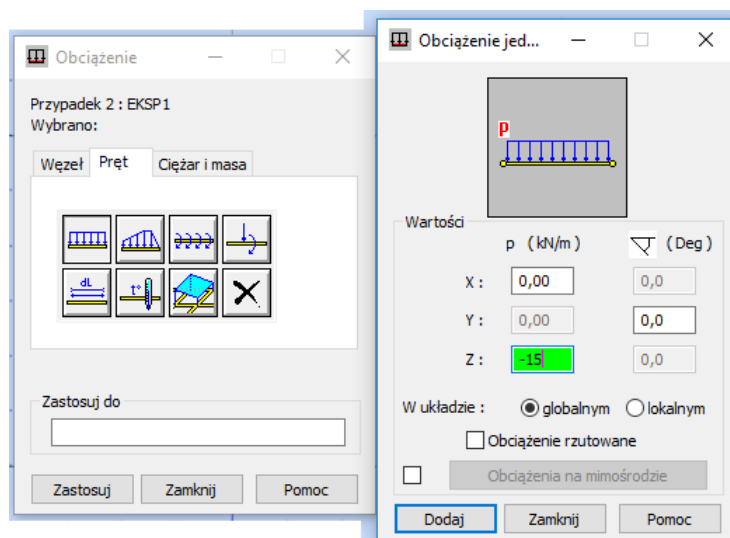 Obciążenie
Przypadek 2 : EKSP1
Wybrano:
Węzeł Pręt Ciężar i masa
dL t°
Zastosuj do
Zastosuj Zamknij Pomoc
Obciążenie jed...
p
Wartości
p (kN/m) (Deg)
X : 0,00 0,0
Y : 0,00 0,0
Z : -15 0,0
W układzie : globalnym lokalnym
Obciążenie rzutowane
Obciążenia na mimośrodzie
Dodaj Zamknij Pomoc